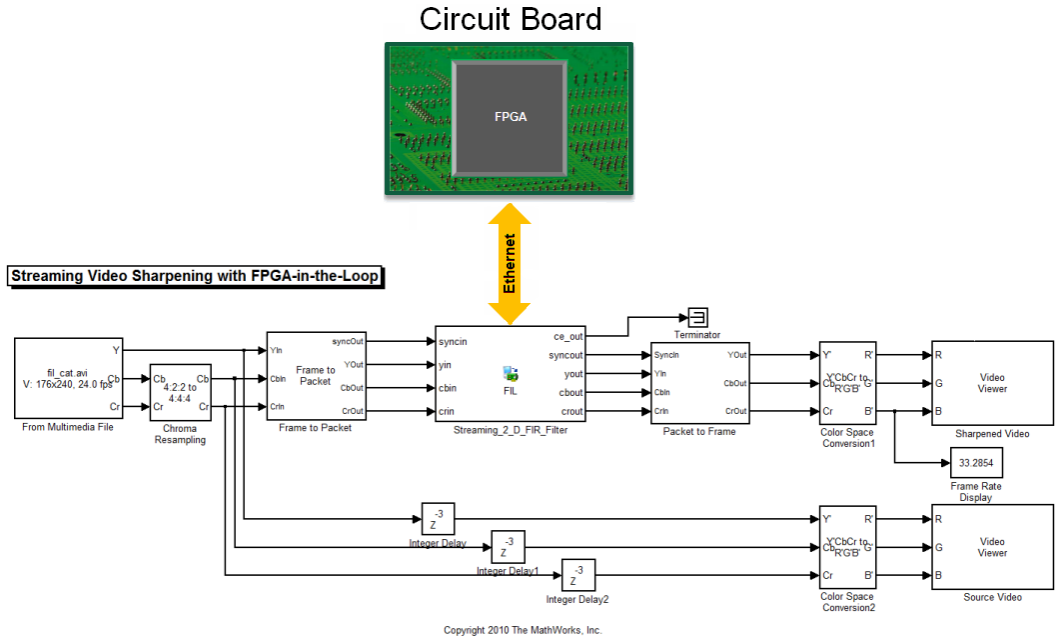 Circuit Board
FPGA
Ethernet
Streaming Video Sharpening with FPGA-in-the-Loop
fil_cat.avi
V: 176x240, 24.0 fps
Y
Cb
Cr
From Multimedia File
Cb
Cr
4:2:2 to
4:4:4
Cb
Cr
Chroma
Resampling
YIn
CbIn
CrIn
Frame to
Packet
syncOut
YOut
CbOut
CrOut
Frame to Packet
syncin
yin
cbin
crin
FIL
ce_out
syncout
yout
cbout
crout
Streaming_2_D_FIR_Filter
Terminator
SyncIn
YIn
CbIn
CrIn
YOut
CbOut
CrOut
Packet to Frame
Y'
Cb
Cr
Y'CbCr to
R'G'B'
R'
G'
B'
Color Space
Conversion1
R
G
B
Video
Viewer
Sharpened Video
33.2854
Frame Rate
Display
-3
Z
Integer Delay
-3
Z
Integer Delay1
-3
Z
Integer Delay2
Y'
Cb
Cr
Y'CbCr to
R'G'B'
R'
G'
B'
Color Space
Conversion2
R
G
B
Video
Viewer
Source Video
Copyright 2010 The MathWorks, Inc.